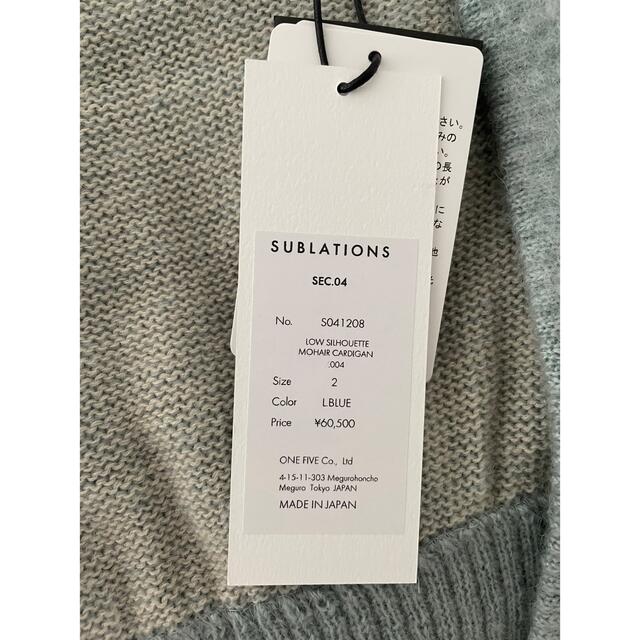 SUBLATIONS
SEC.04
No. S041208
LOW SILHOUETTE
MOHAIR CARDIGAN
.004
Size 2
Color L.BLUE
Price ¥60,500
ONE FIVE Co., Ltd
4-15-11-303 Megurohoncho
Meguro Tokyo JAPAN
MADE IN JAPAN
さい。
みの
い。
の長
が
に
な
地